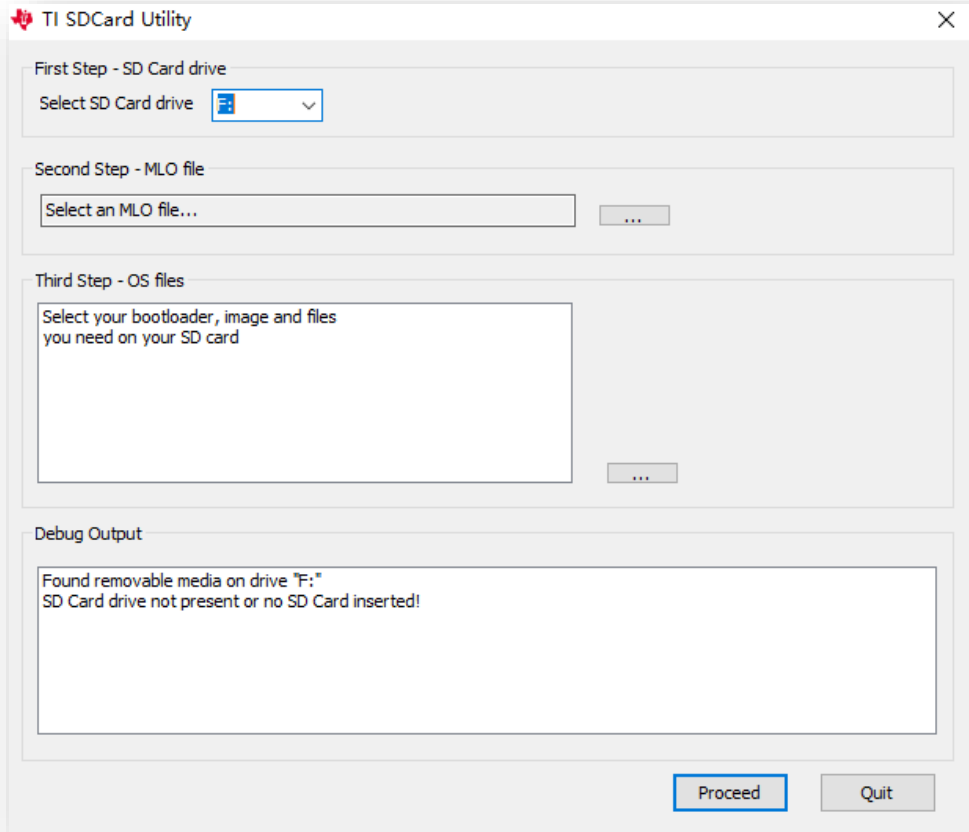 TI SDCard Utility
First Step - SD Card drive
Select SD Card drive F:
Second Step - MLO file
Select an MLO file...
...
Third Step - OS files
Select your bootloader, image and files
you need on your SD card
...
Debug Output
Found removable media on drive "F:"
SD Card drive not present or no SD Card inserted!
Proceed Quit